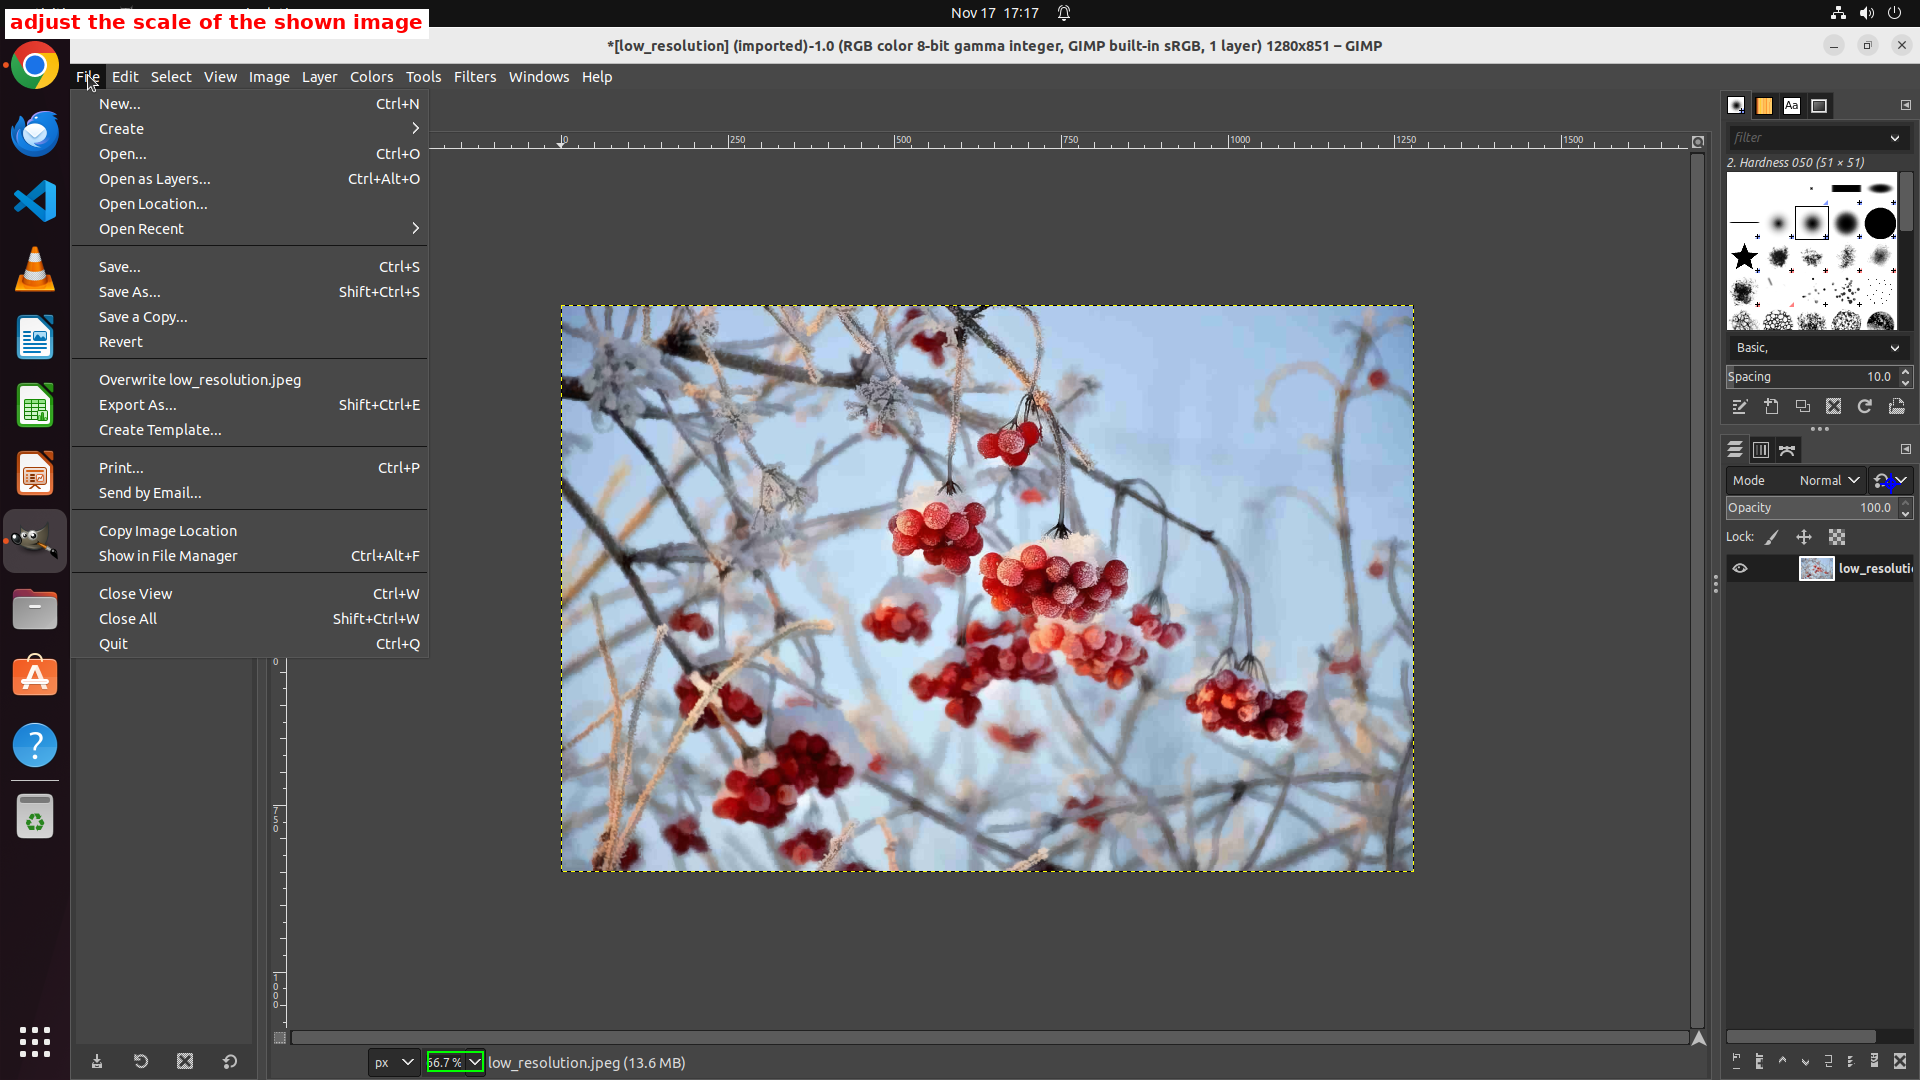 adjust the scale of the shown image
Nov 17 17:17
*[low_resolution] (imported)-1.0 (RGB color 8-bit gamma integer, GIMP built-in sRGB, 1 layer) 1280x851 – GIMP
File Edit Select View Image Layer Colors Tools Filters Windows Help
New... Ctrl+N
Create
Open... Ctrl+O
Open as Layers... Ctrl+Alt+O
Open Location...
Open Recent
Save... Ctrl+S
Save As... Shift+Ctrl+S
Save a Copy...
Revert
Overwrite low_resolution.jpeg
Export As... Shift+Ctrl+E
Create Template...
Print... Ctrl+P
Send by Email...
Copy Image Location
Show in File Manager Ctrl+Alt+F
Close View Ctrl+W
Close All Shift+Ctrl+W
Quit Ctrl+Q
0 250 500 750 1000 1250 1500
0
750
1000
Aa
filter
2. Hardness 050 (51 × 51)
Basic,
Spacing 10.0
Mode Normal
Opacity 100.0
Lock:
low_resoluti
px 66.7 % low_resolution.jpeg (13.6 MB)